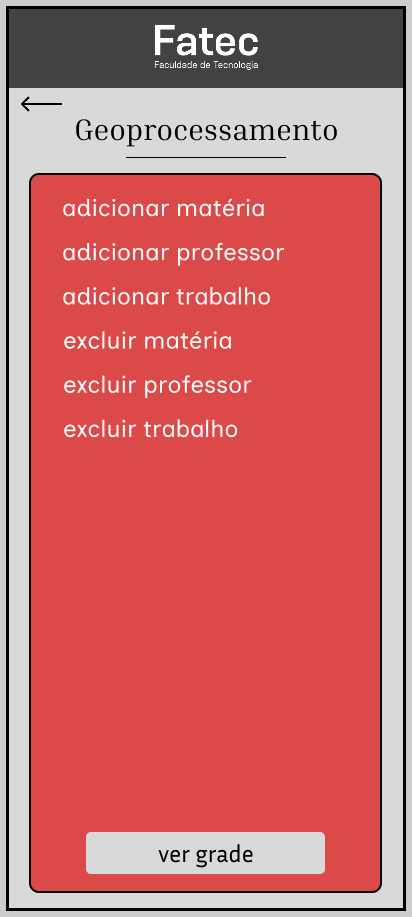 Fatec
Faculdade de Tecnologia
Geoprocessamento
adicionar matéria
adicionar professor
adicionar trabalho
excluir matéria
excluir professor
excluir trabalho
ver grade